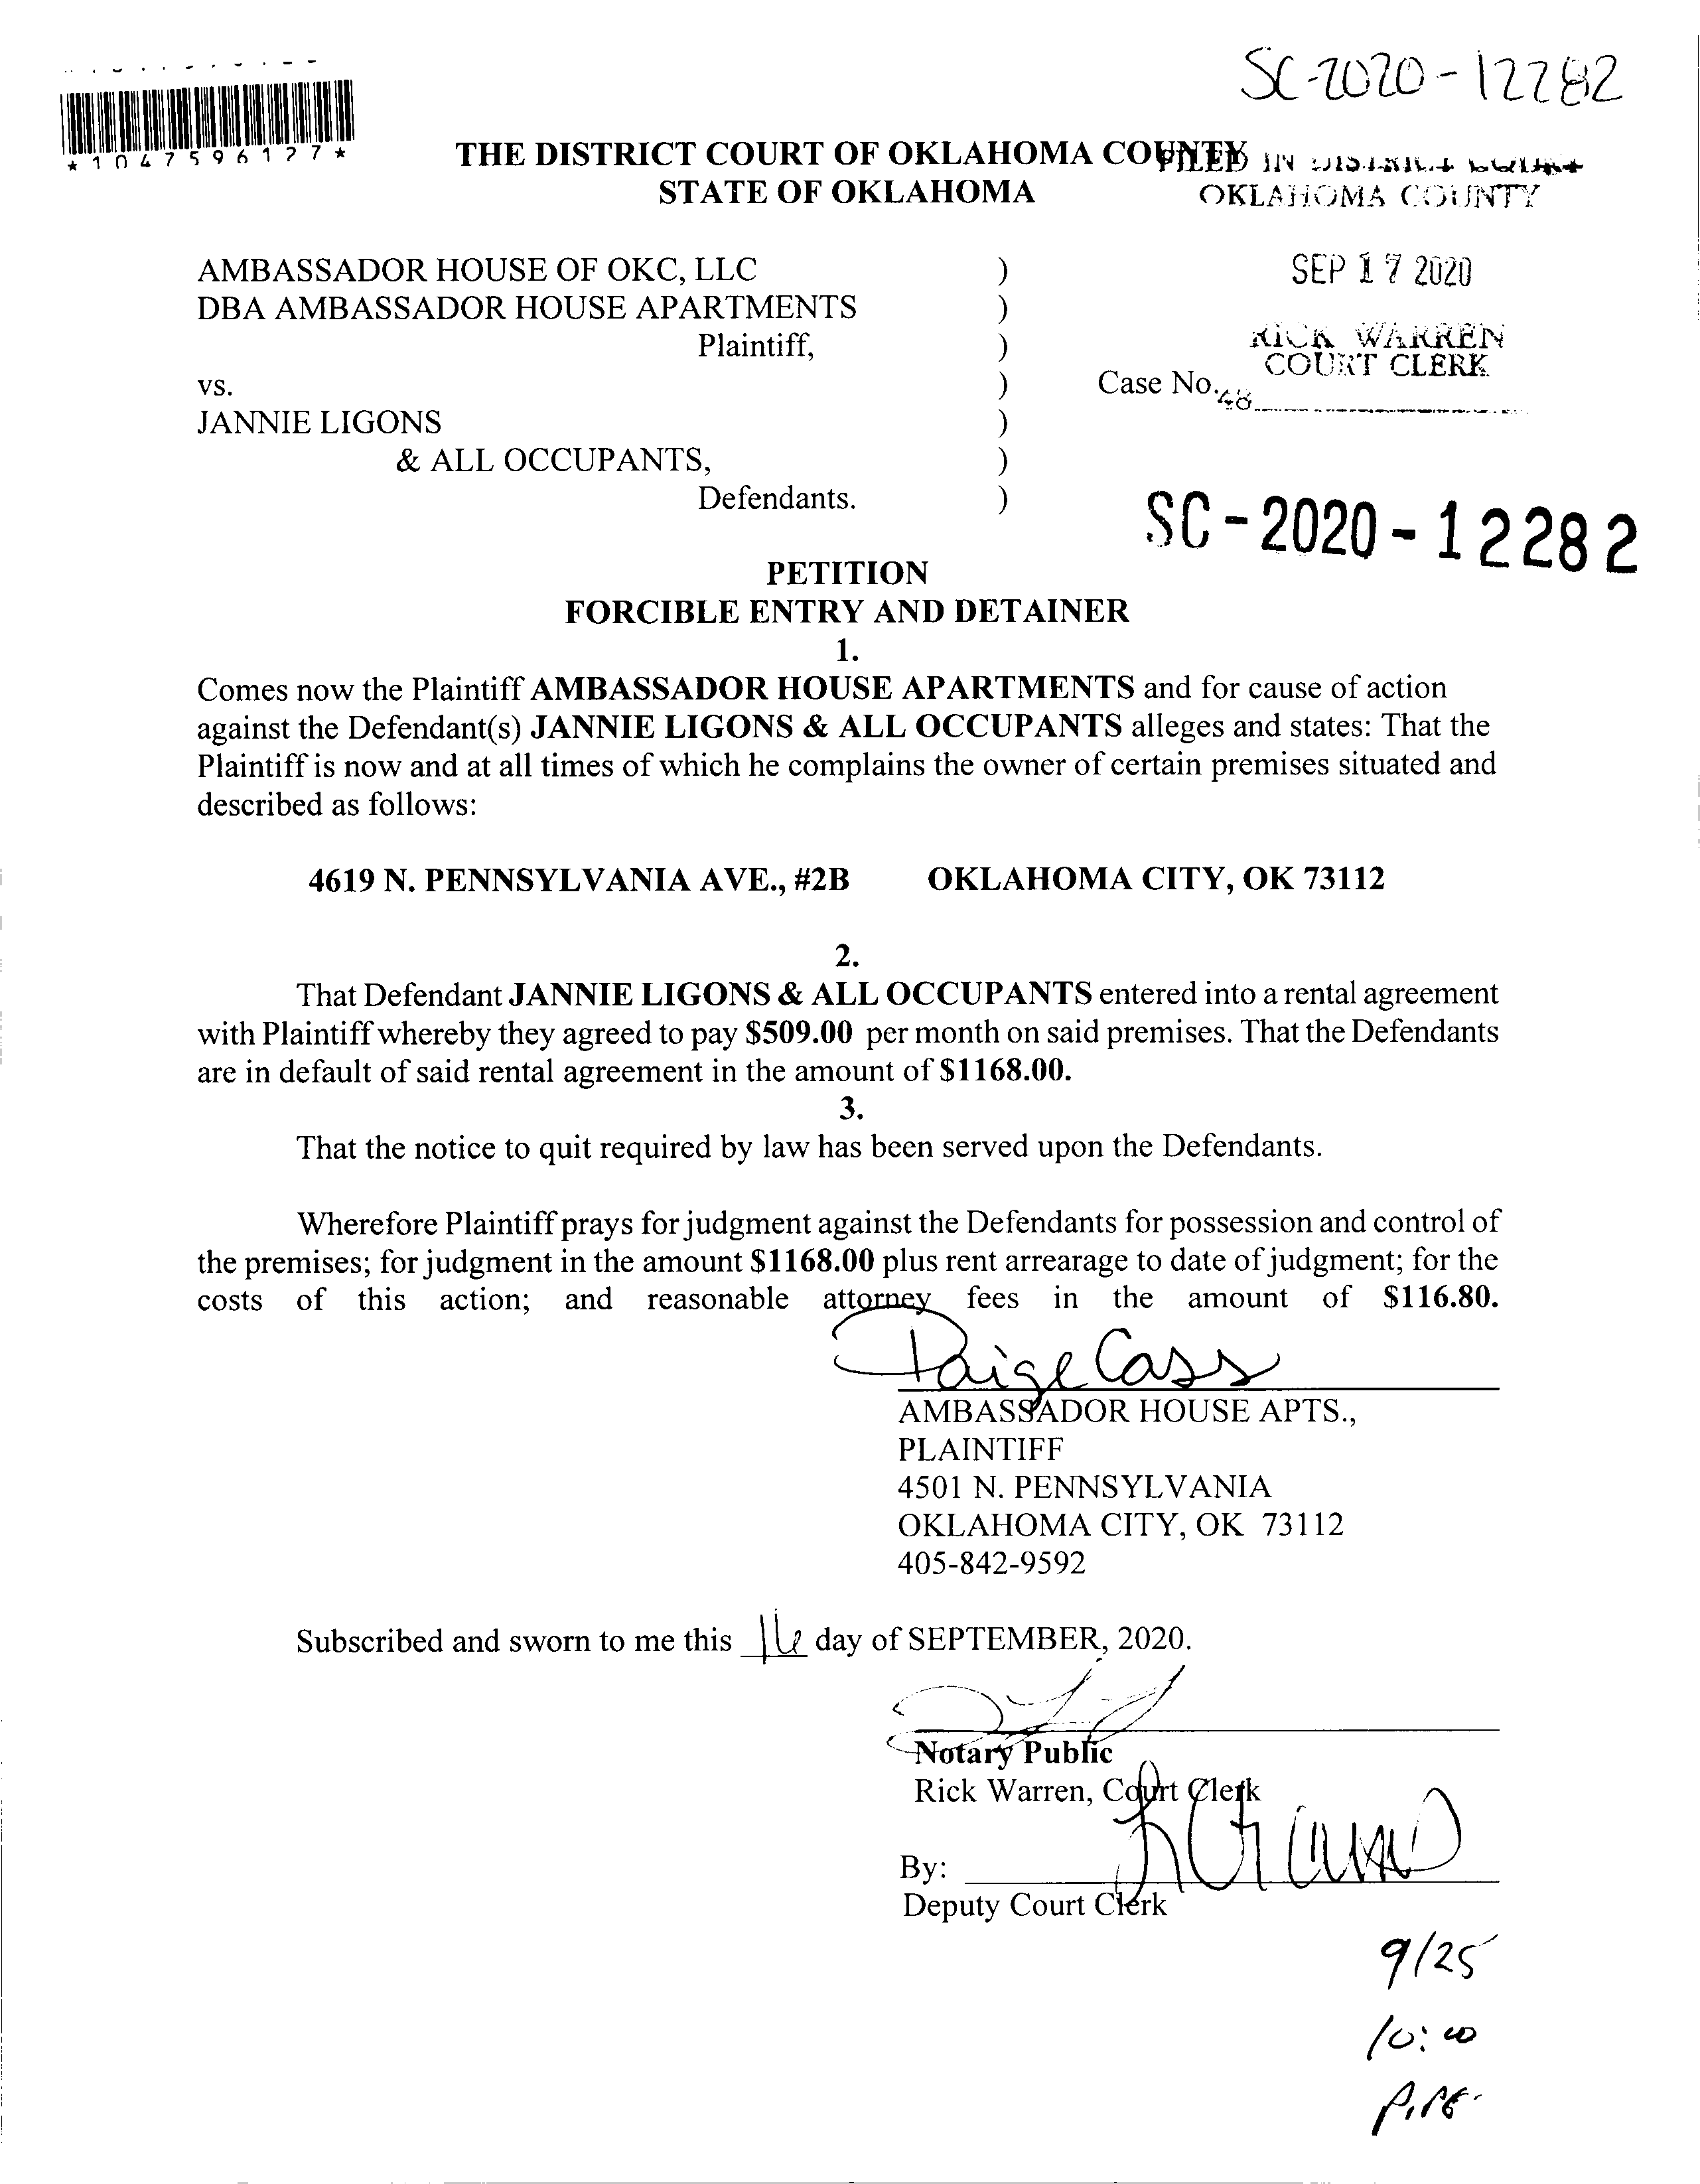 SC-2020-12282
*1047596127*
THE DISTRICT COURT OF OKLAHOMA COUNTY
FILED IN DISTRICT COURT
STATE OF OKLAHOMA
OKLAHOMA COUNTY
AMBASSADOR HOUSE OF OKC, LLC )
SEP 17 2020
DBA AMBASSADOR HOUSE APARTMENTS )
Plaintiff, )
RICK WARREN
COURT CLERK
vs. ) Case No.
48
JANNIE LIGONS )
& ALL OCCUPANTS, )
Defendants. )
SC-2020-12282
PETITION
FORCIBLE ENTRY AND DETAINER
1.
Comes now the Plaintiff AMBASSADOR HOUSE APARTMENTS and for cause of action
against the Defendant(s) JANNIE LIGONS & ALL OCCUPANTS alleges and states: That the
Plaintiff is now and at all times of which he complains the owner of certain premises situated and
described as follows:
4619 N. PENNSYLVANIA AVE., #2B OKLAHOMA CITY, OK 73112
2.
That Defendant JANNIE LIGONS & ALL OCCUPANTS entered into a rental agreement
with Plaintiff whereby they agreed to pay $509.00 per month on said premises. That the Defendants
are in default of said rental agreement in the amount of $1168.00.
3.
That the notice to quit required by law has been served upon the Defendants.
Wherefore Plaintiff prays for judgment against the Defendants for possession and control of
the premises; for judgment in the amount $1168.00 plus rent arrearage to date of judgment; for the
costs of this action; and reasonable attorney fees in the amount of $116.80.
Paige Cass
AMBASSADOR HOUSE APTS.,
PLAINTIFF
4501 N. PENNSYLVANIA
OKLAHOMA CITY, OK 73112
405-842-9592
Subscribed and sworn to me this 16 day of SEPTEMBER, 2020.
Notary Public
Rick Warren, Court Clerk
By:
Deputy Court Clerk
9/25
10:00